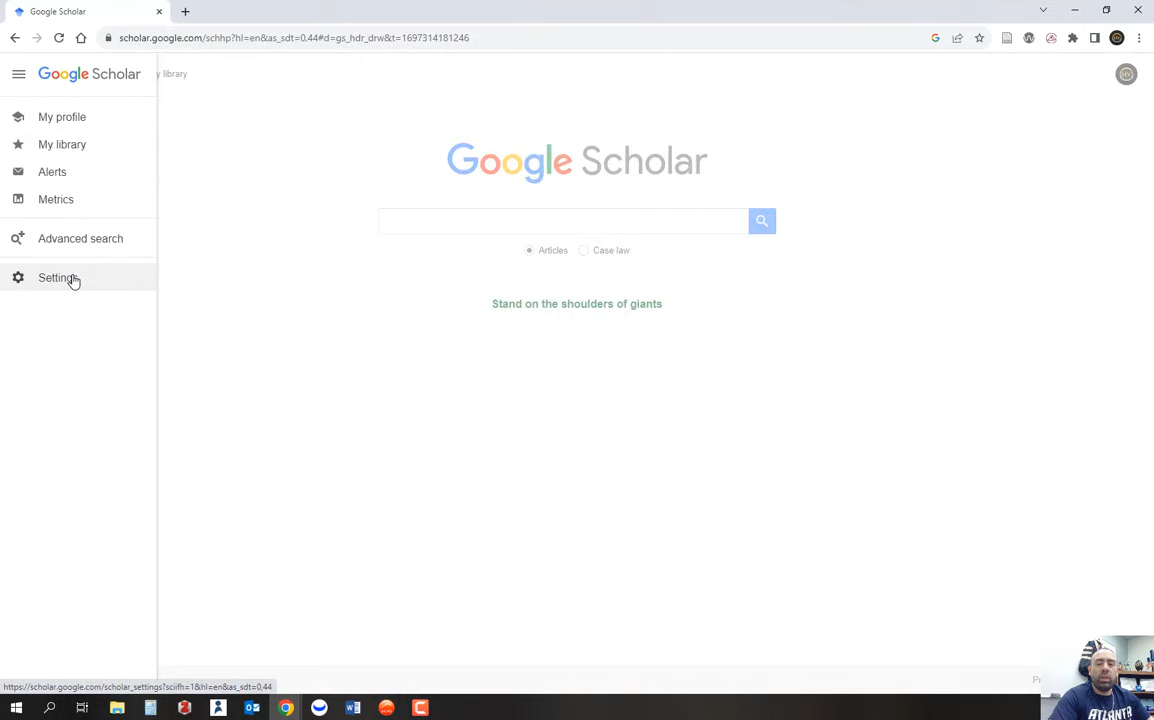 Google Scholar
scholar.google.com/schhp?hl=en&as_sdt=0,44#d=gs_hdr_drw&t=1697314181246
Google Scholar
y library
My profile
My library
Alerts
Metrics
Advanced search
Settings
Google Scholar
Articles
Case law
Stand on the shoulders of giants
https://scholar.google.com/scholar_settings?sciifh=1&hl=en&as_sdt=0,44
ATLANTA